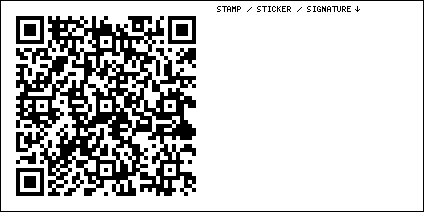 STAMP / STICKER / SIGNATURE ↓